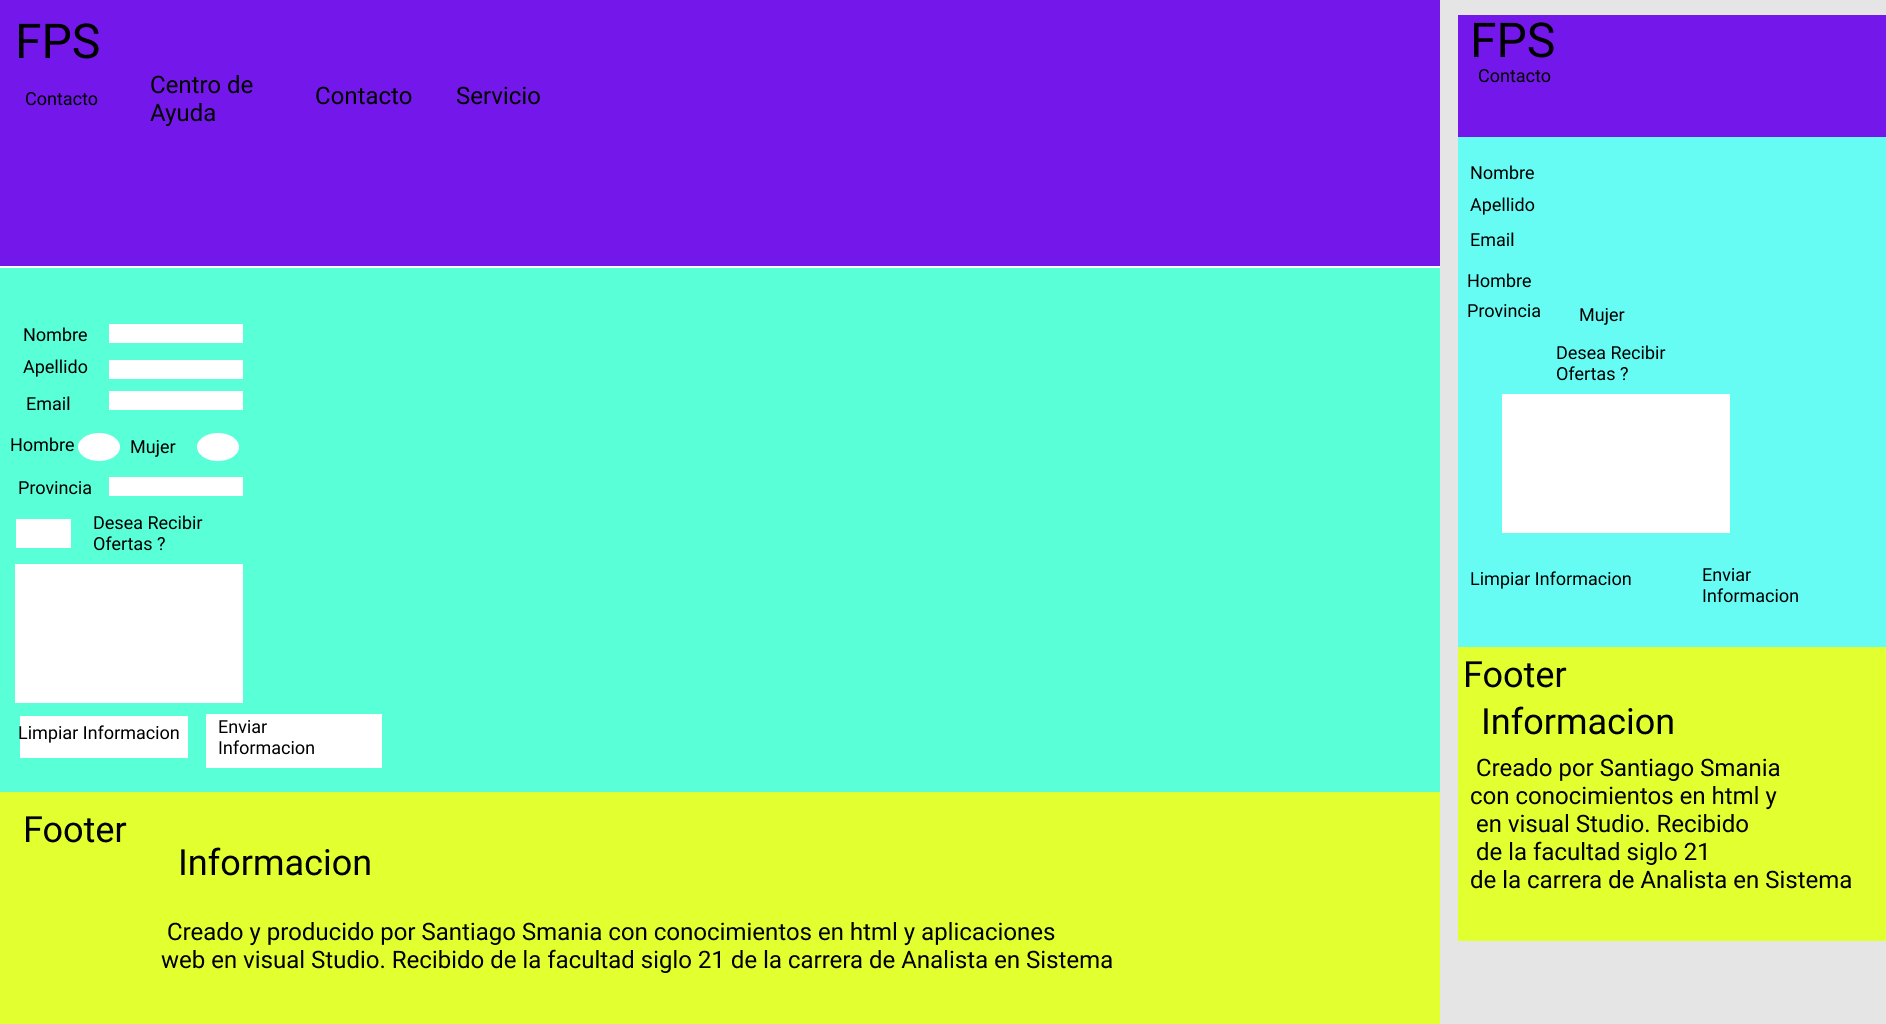 FPS
Contacto
Centro de
Ayuda
Contacto
Servicio
Nombre
Apellido
Email
Hombre
Mujer
Provincia
Desea Recibir
Ofertas ?
Limpiar Informacion
Enviar
Informacion
Footer
Informacion
Creado y producido por Santiago Smania con conocimientos en html y aplicaciones
web en visual Studio. Recibido de la facultad siglo 21 de la carrera de Analista en Sistema
FPS
Contacto
Nombre
Apellido
Email
Hombre
Provincia
Mujer
Desea Recibir
Ofertas ?
Limpiar Informacion
Enviar
Informacion
Footer
Informacion
Creado por Santiago Smania
con conocimientos en html y
en visual Studio. Recibido
de la facultad siglo 21
de la carrera de Analista en Sistema